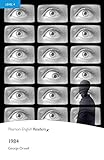 LEVEL 4
Pearson English Readers
1984
George Orwell